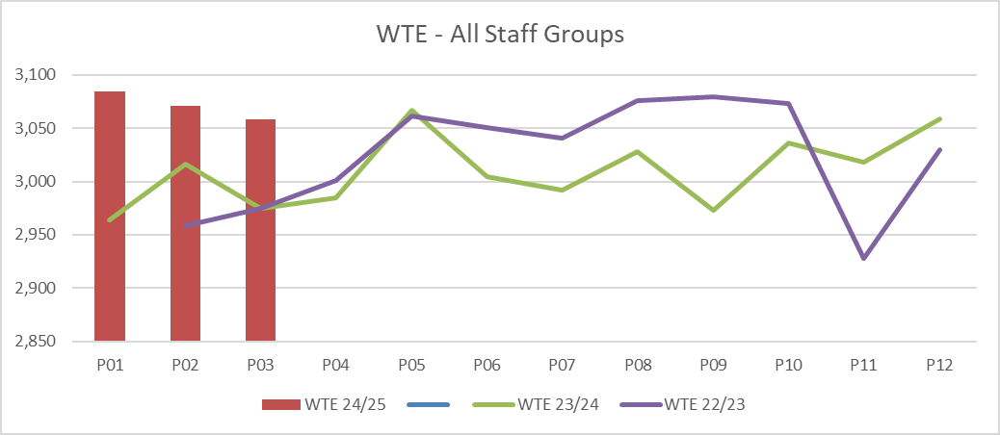 WTE - All Staff Groups
3,100
3,050
3,000
2,950
2,900
2,850
P01 P02 P03 P04 P05 P06 P07 P08 P09 P10 P11 P12
WTE 24/25 WTE 23/24 WTE 22/23